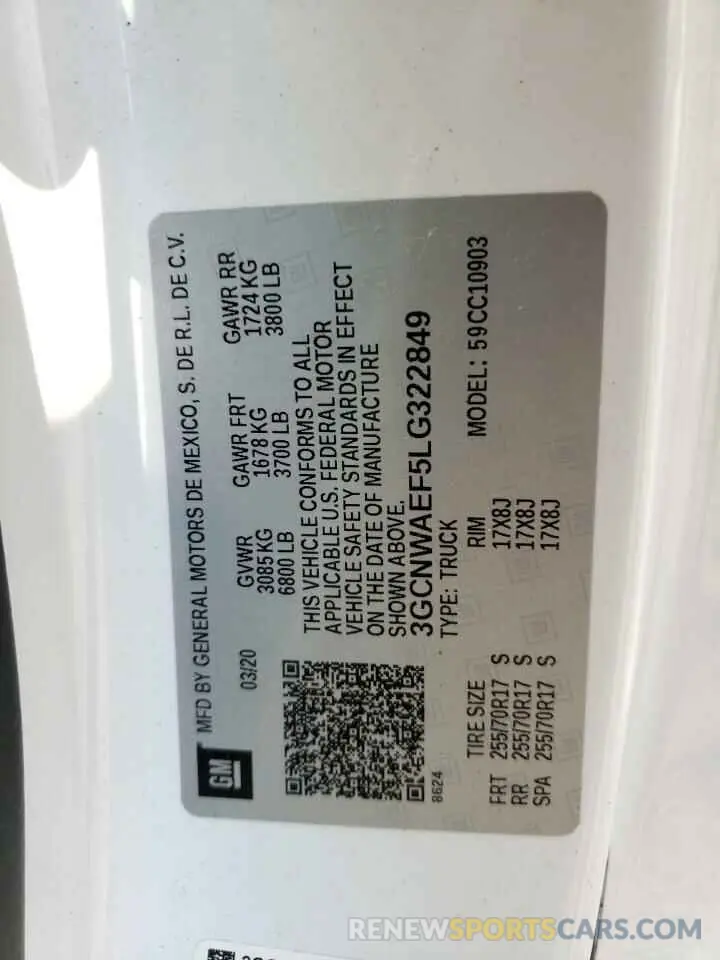 GM
MFD BY GENERAL MOTORS DE MEXICO, S. DE R.L. DE C.V.
03/20
GVWR GAWR FRT GAWR RR
3085 KG 1678 KG 1724 KG
6800 LB 3700 LB 3800 LB
THIS VEHICLE CONFORMS TO ALL
APPLICABLE U.S. FEDERAL MOTOR
VEHICLE SAFETY STANDARDS IN EFFECT
ON THE DATE OF MANUFACTURE
SHOWN ABOVE.
3GCNWAEF5LG322849
8624
TYPE: TRUCK MODEL: 59CC10903
TIRE SIZE RIM
FRT 255/70R17 S 17X8J
RR 255/70R17 S 17X8J
SPA 255/70R17 S 17X8J
RENEWSPORTSCARS.COM